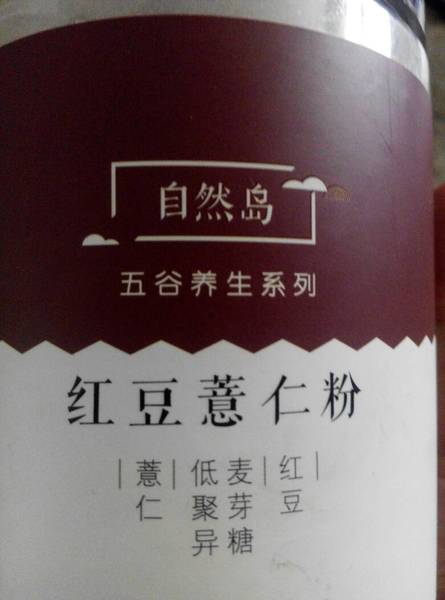 自然岛
五谷养生系列
红豆薏仁粉
薏仁
低聚异
麦芽糖
红豆